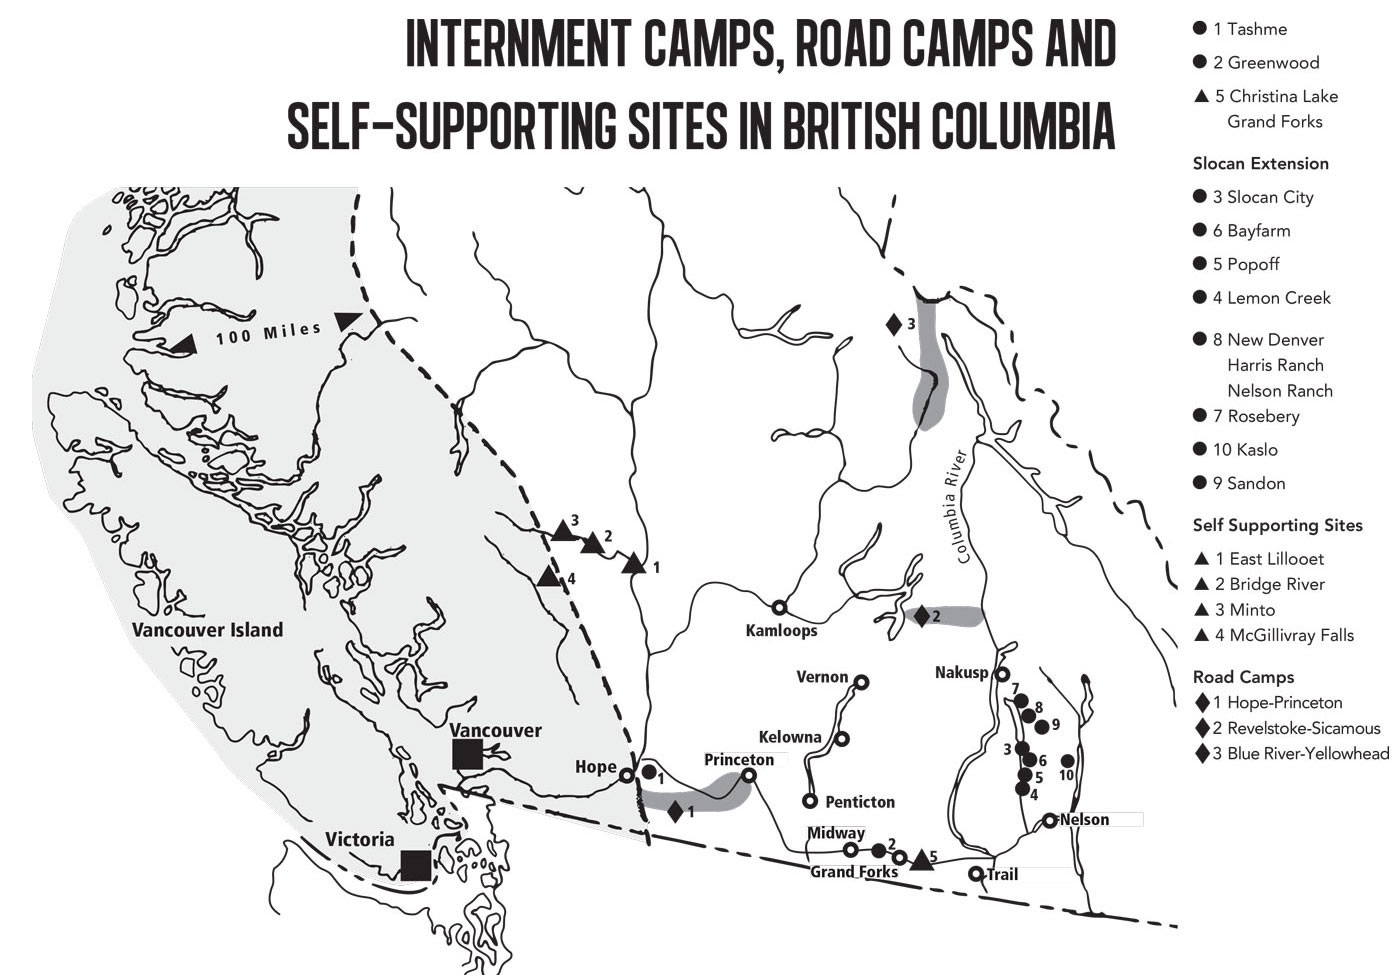 INTERNMENT CAMPS, ROAD CAMPS AND
SELF-SUPPORTING SITES IN BRITISH COLUMBIA
1 Tashme
2 Greenwood
5 Christina Lake
Grand Forks
Slocan Extension
3 Slocan City
6 Bayfarm
5 Popoff
4 Lemon Creek
8 New Denver
Harris Ranch
Nelson Ranch
7 Rosebery
10 Kaslo
9 Sandon
Self Supporting Sites
1 East Lillooet
2 Bridge River
3 Minto
4 McGillivray Falls
Road Camps
1 Hope-Princeton
2 Revelstoke-Sicamous
3 Blue River-Yellowhead
100 Miles
3
Columbia River
3
2
1
4
Vancouver Island
Kamloops
2
Vernon
Nakusp
7
8
9
Vancouver
Kelowna
3
6
Hope
1
Princeton
5
10
4
Penticton
1
Nelson
Victoria
Midway
2
5
Grand Forks
Trail